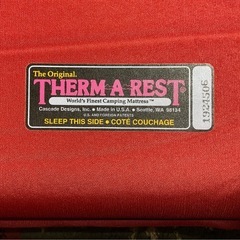 The Original.
THERM A REST®
World's Finest Camping Mattress™
Cascade Designs, Inc. • Made in U.S.A. • Seattle, WA 98134
U.S. AND FOREIGN PATENTS
SLEEP THIS SIDE • COTÉ COUCHAGE
1924506